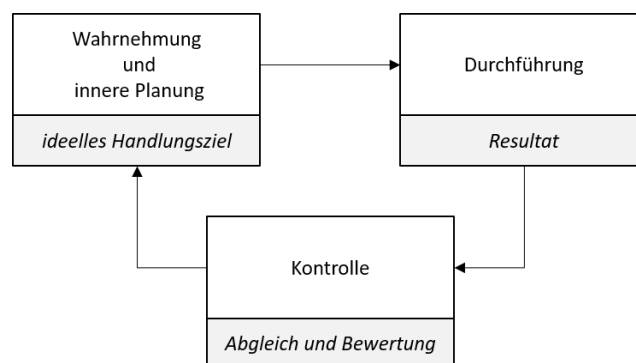 Wahrnehmung
und
innere Planung
ideelles Handlungsziel
Durchführung
Resultat
Kontrolle
Abgleich und Bewertung